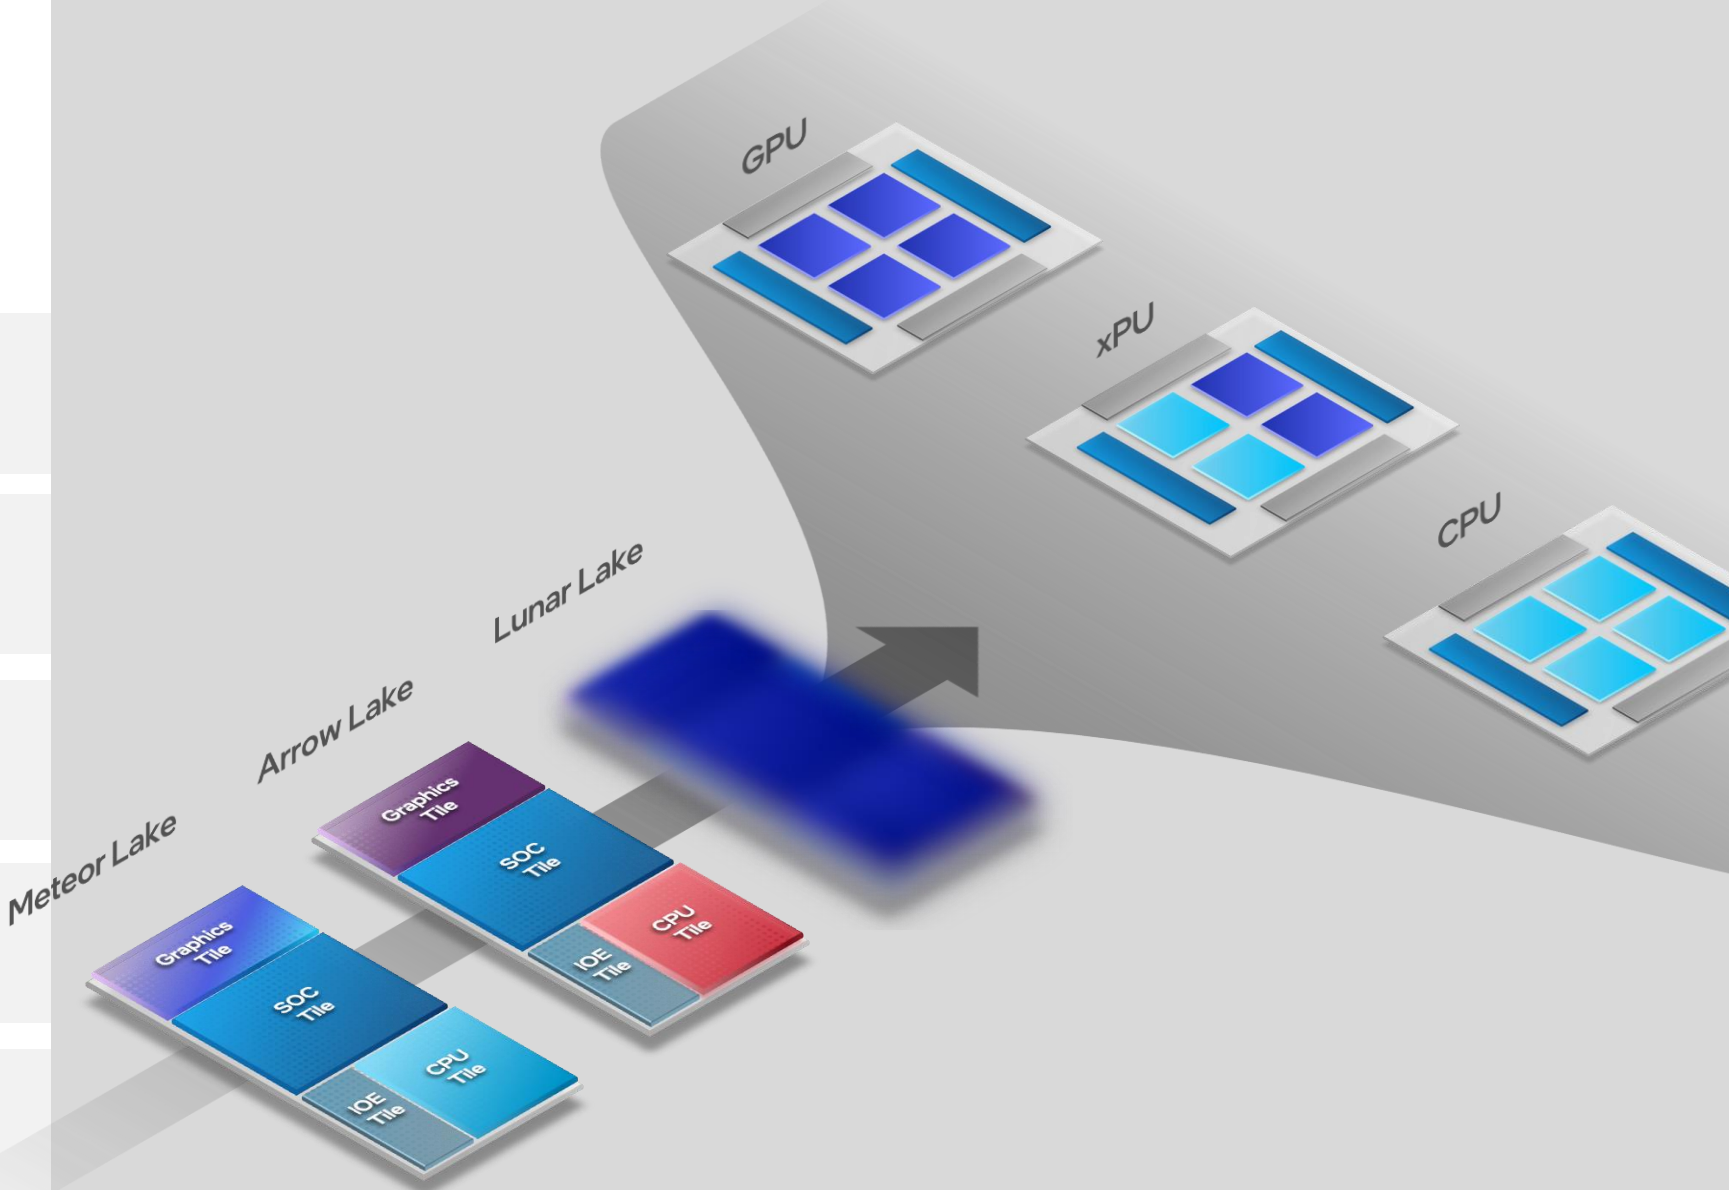 GPU
xPU
CPU
Lunar Lake
Arrow Lake
Meteor Lake
Graphics
Tile
SOC
Tile
CPU
Tile
IOE
Tile
Graphics
Tile
SOC
Tile
CPU
Tile
IOE
Tile